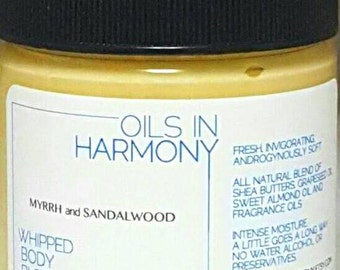 OILS IN
HARMONY
MYRRH and SANDALWOOD
WHIPPED
BODY
FRESH, INVIGORATING,
ANDROGYNOUSLY SOFT
ALL NATURAL BLEND OF
SHEA BUTTERS, GRAPESEED OIL
SWEET ALMOND OIL AND
FRAGRANCE OILS
INTENSE MOISTURE.
A LITTLE GOES A LONG WAY
NO WATER, ALCOHOL OR
PRESERVATIVES.